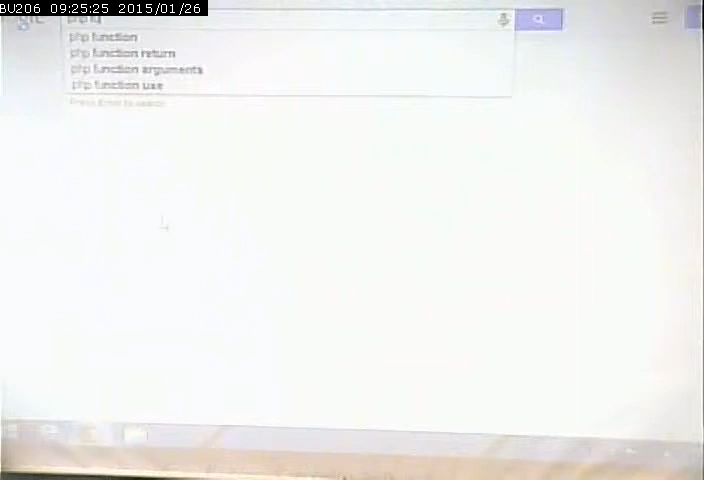 BU206 09:25:25 2015/01/26
php function
php function return
php function arguments
php function use
Press Enter to search.